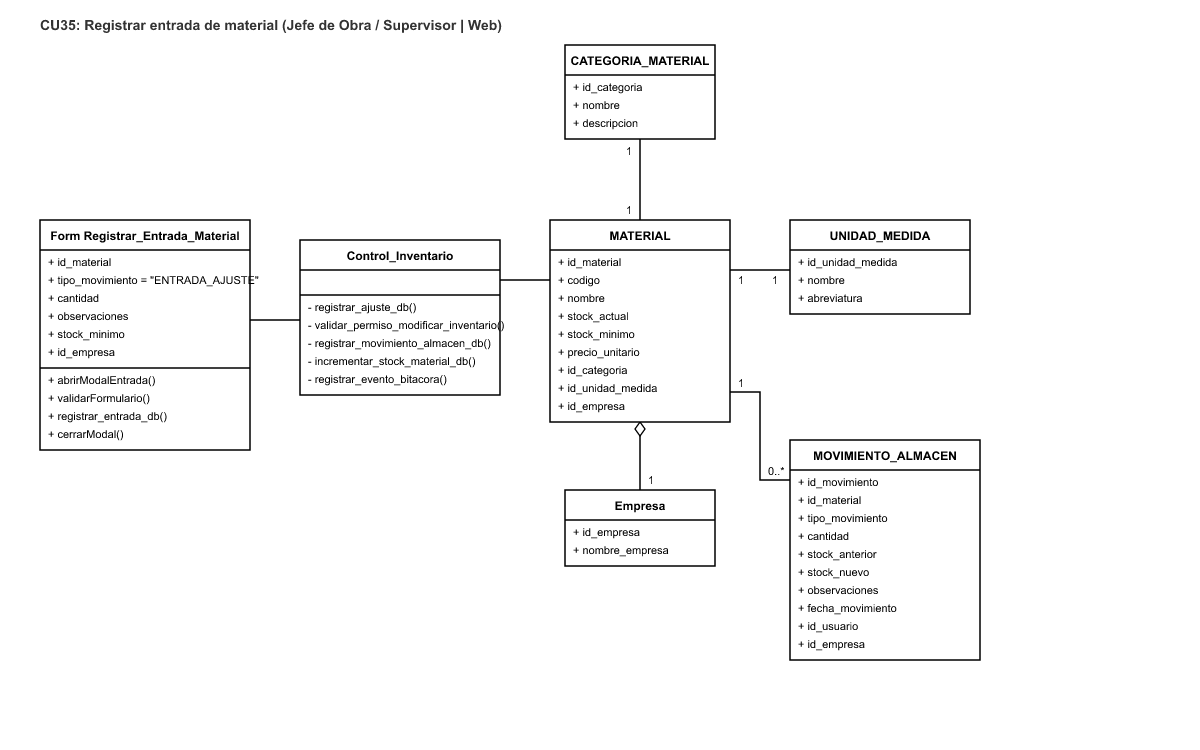 CU35: Registrar entrada de material (Jefe de Obra / Supervisor | Web)
CATEGORIA_MATERIAL
+ id_categoria
+ nombre
+ descripcion
1
1
Form Registrar_Entrada_Material
+ id_material
+ tipo_movimiento = "ENTRADA_AJUSTE"
+ cantidad
+ observaciones
+ stock_minimo
+ id_empresa
+ abrirModalEntrada()
+ validarFormulario()
+ registrar_entrada_db()
+ cerrarModal()
Control_Inventario
- registrar_ajuste_db()
- validar_permiso_modificar_inventario()
- registrar_movimiento_almacen_db()
- incrementar_stock_material_db()
- registrar_evento_bitacora()
MATERIAL
+ id_material
+ codigo
+ nombre
+ stock_actual
+ stock_minimo
+ precio_unitario
+ id_categoria
+ id_unidad_medida
+ id_empresa
1
1
UNIDAD_MEDIDA
+ id_unidad_medida
+ nombre
+ abreviatura
1
0..*
1
Empresa
+ id_empresa
+ nombre_empresa
MOVIMIENTO_ALMACEN
+ id_movimiento
+ id_material
+ tipo_movimiento
+ cantidad
+ stock_anterior
+ stock_nuevo
+ observaciones
+ fecha_movimiento
+ id_usuario
+ id_empresa